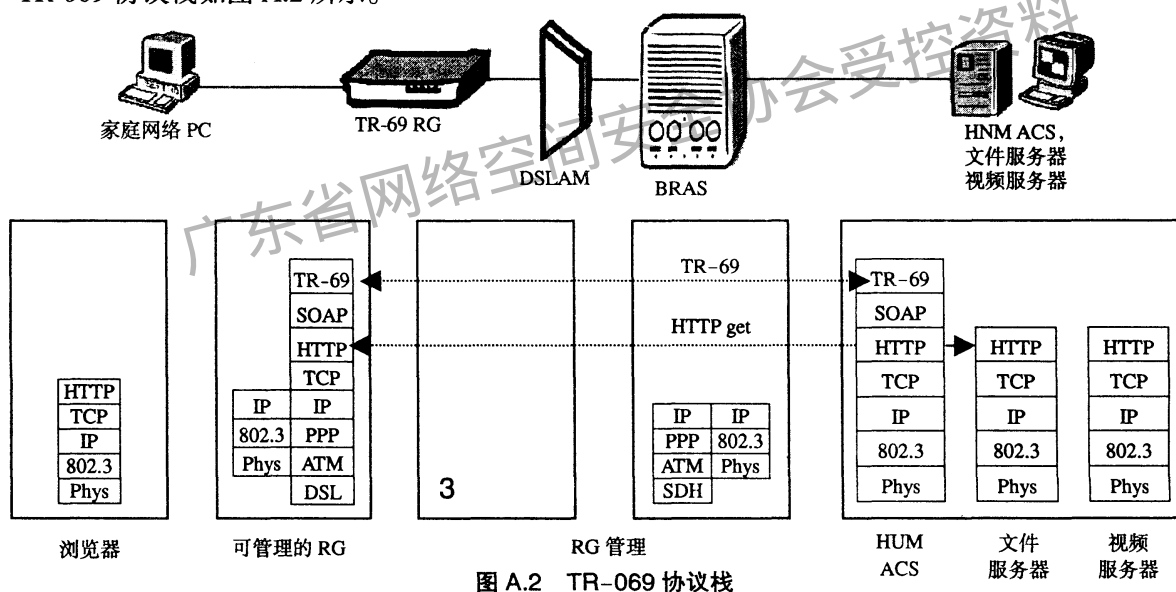 TR-069 协议栈如图 A.2 所示。
家庭网络 PC
TR-69 RG
DSLAM
BRAS
HNM ACS，
文件服务器
视频服务器
广东省网络空间安全协会受控资料
HTTP
TCP
IP
802.3
Phys
TR-69
SOAP
HTTP
TCP
IP IP
802.3 PPP
Phys ATM
DSL
3
TR-69
HTTP get
IP IP
PPP 802.3
ATM Phys
SDH
TR-69
SOAP
HTTP HTTP HTTP
TCP TCP TCP
IP IP IP
802.3 802.3 802.3
Phys Phys Phys
浏览器
可管理的 RG
RG 管理
HUM
ACS
文件
服务器
视频
服务器
图 A.2 TR-069 协议栈